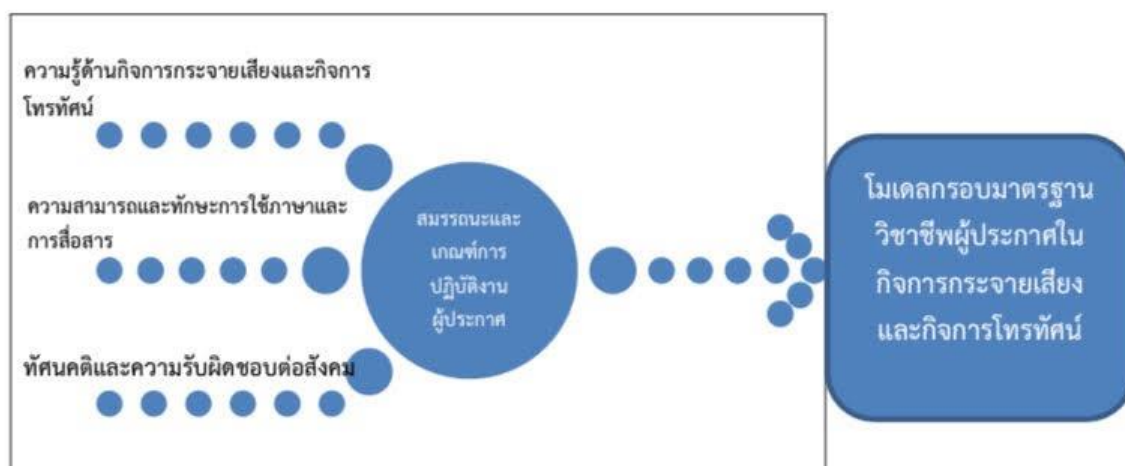 ความรู้ด้านกิจการกระจายเสียงและกิจการ
โทรทัศน์
ความสามารถและทักษะการใช้ภาษาและ
การสื่อสาร
ทัศนคติและความรับผิดชอบต่อสังคม
สมรรถนะและ
เกณฑ์การ
ปฏิบัติงาน
ผู้ประกาศ
โมเดลกรอบมาตรฐาน
วิชาชีพผู้ประกาศใน
กิจการกระจายเสียง
และกิจการโทรทัศน์